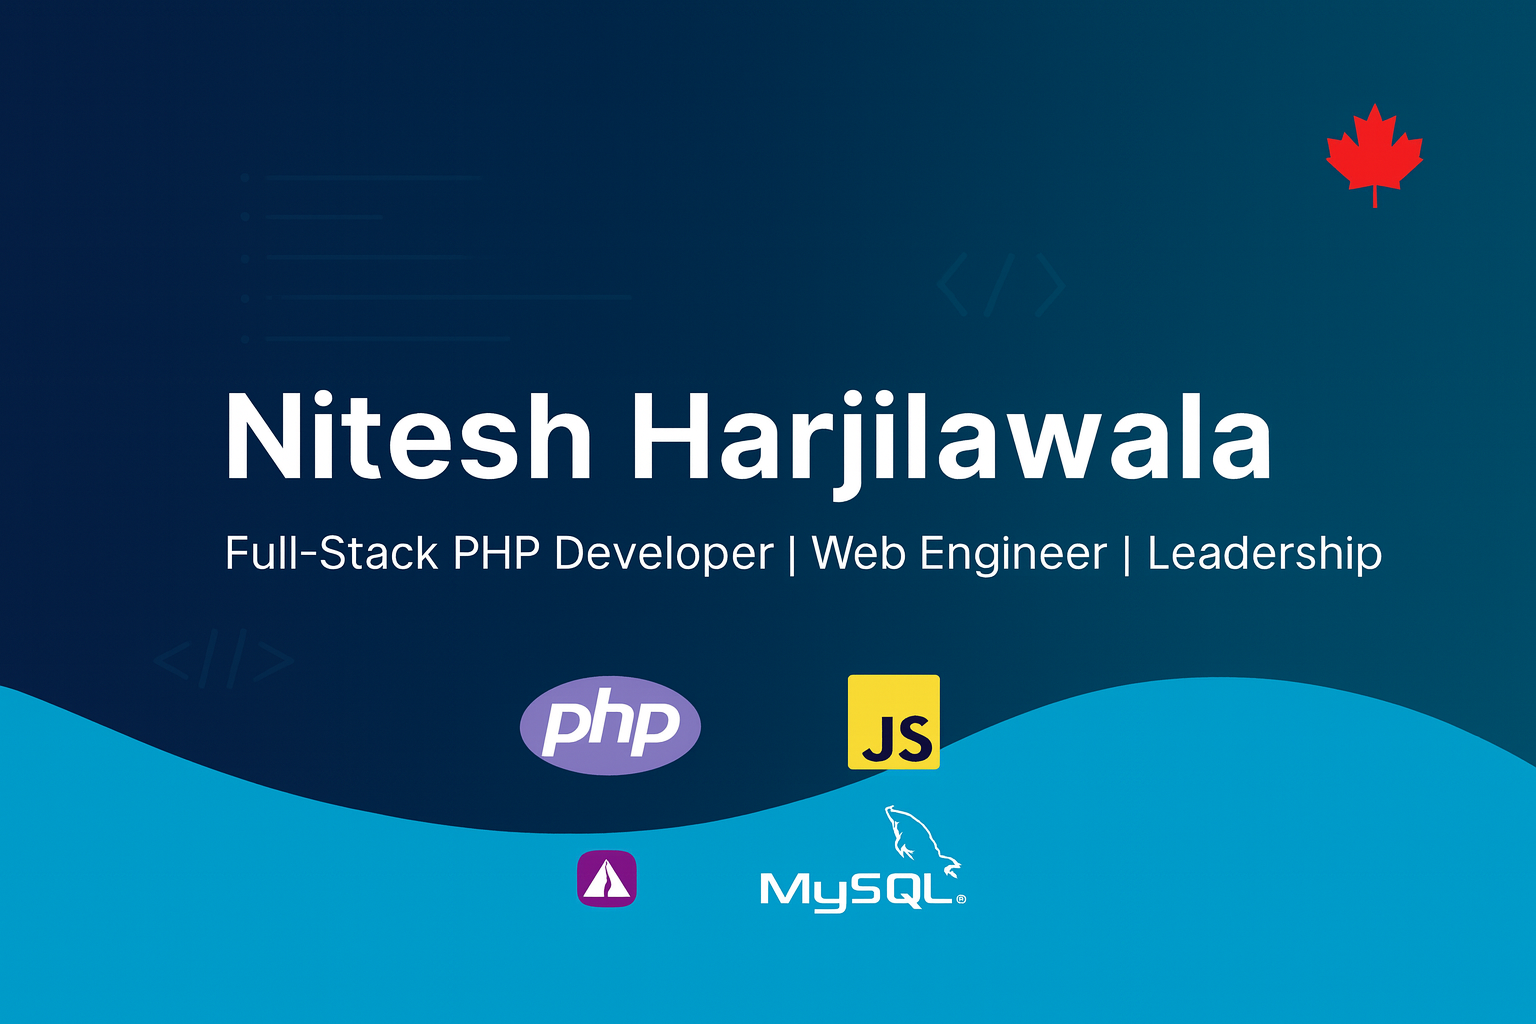 Nitesh Harjilawala
Full-Stack PHP Developer | Web Engineer | Leadership
php
JS
MySQL®